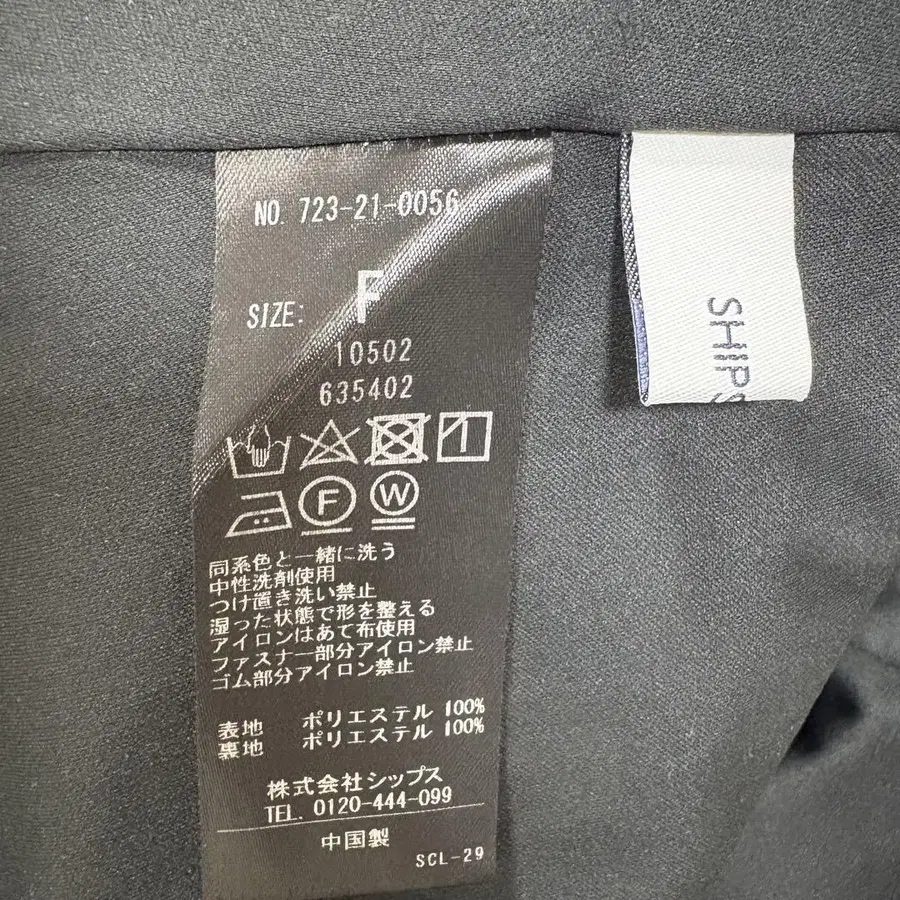 NO. 723-21-0056
SIZE: F
10502
635402
F
W
同系色と一緒に洗う
中性洗剤使用
つけ置き洗い禁止
湿った状態で形を整える
アイロンはあて布使用
ファスナー部分アイロン禁止
ゴム部分アイロン禁止
表地 ポリエステル 100%
裏地 ポリエステル 100%
株式会社シップス
TEL. 0120-444-099
中国製
SCL-29
SHIPS